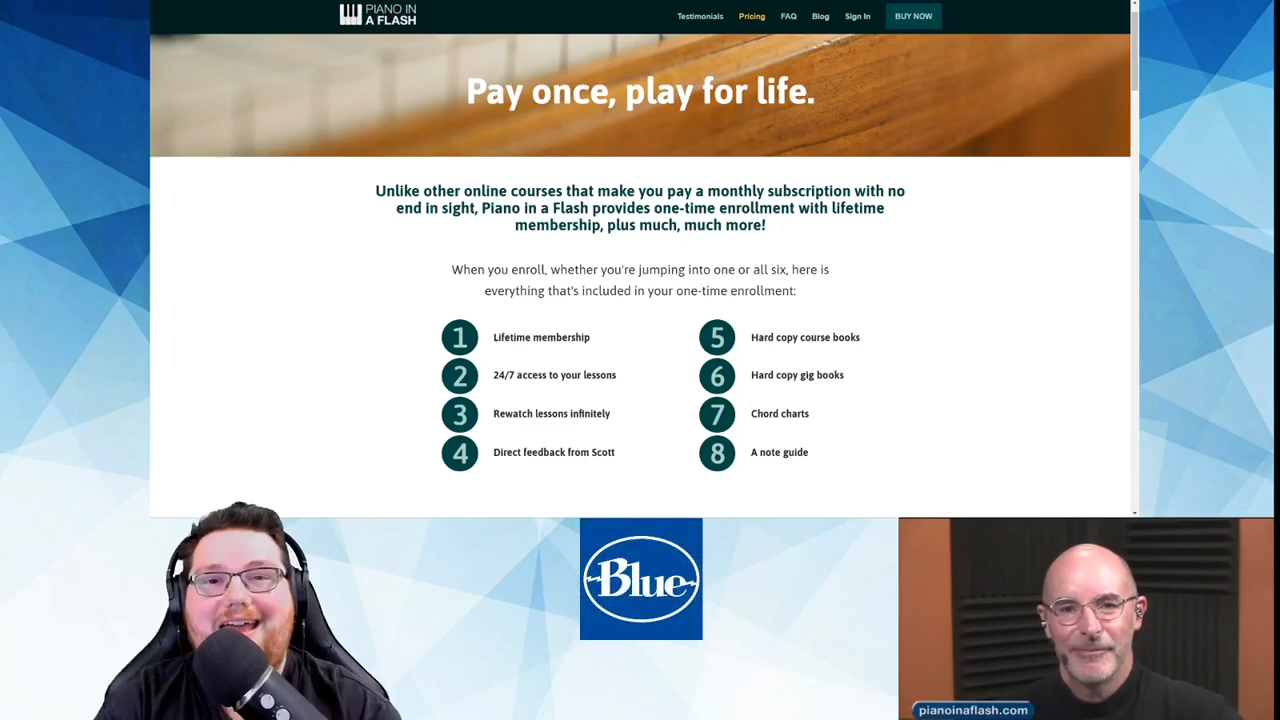 PIANO IN
A FLASH
Testimonials
Pricing
FAQ
Blog
Sign In
BUY NOW
Pay once, play for life.
Unlike other online courses that make you pay a monthly subscription with no
end in sight, Piano in a Flash provides one-time enrollment with lifetime
membership, plus much, much more!
When you enroll, whether you're jumping into one or all six, here is
everything that's included in your one-time enrollment:
1 Lifetime membership
2 24/7 access to your lessons
3 Rewatch lessons infinitely
4 Direct feedback from Scott
5 Hard copy course books
6 Hard copy gig books
7 Chord charts
8 A note guide
Blue
pianoinaflash.com